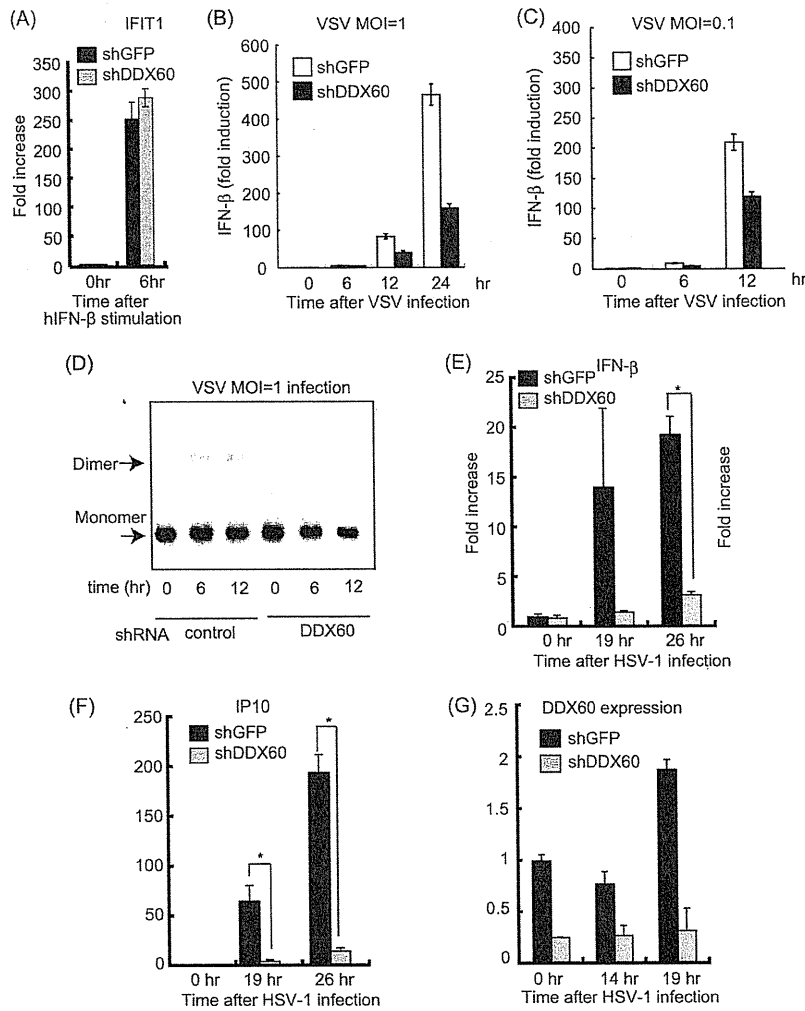 (A)
IFIT1
shGFP
shDDX60
Fold increase
350
300
250
200
150
100
50
0
0hr
6hr
Time after
hIFN-β stimulation
(B)
VSV MOI=1
shGFP
shDDX60
IFN-β (fold induction)
600
500
400
300
200
100
0
0
6
12
24
hr
Time after VSV infection
(C)
VSV MOI=0.1
shGFP
shDDX60
IFN-β (fold induction)
400
350
300
250
200
150
100
50
0
0
6
12
hr
Time after VSV infection
(D)
VSV MOI=1 infection
Dimer
Monomer
time (hr)
0
6
12
0
6
12
shRNA
control
DDX60
(E)
IFN-β
shGFP
shDDX60
*
Fold increase
25
20
15
10
5
0
0 hr
19 hr
26 hr
Time after HSV-1 infection
Fold increase
(F)
IP10
shGFP
shDDX60
*
*
250
200
150
100
50
0
0 hr
19 hr
26 hr
Time after HSV-1 infection
(G)
DDX60 expression
shGFP
shDDX60
2.5
2
1.5
1
0.5
0
0 hr
14 hr
19 hr
Time after HSV-1 infection